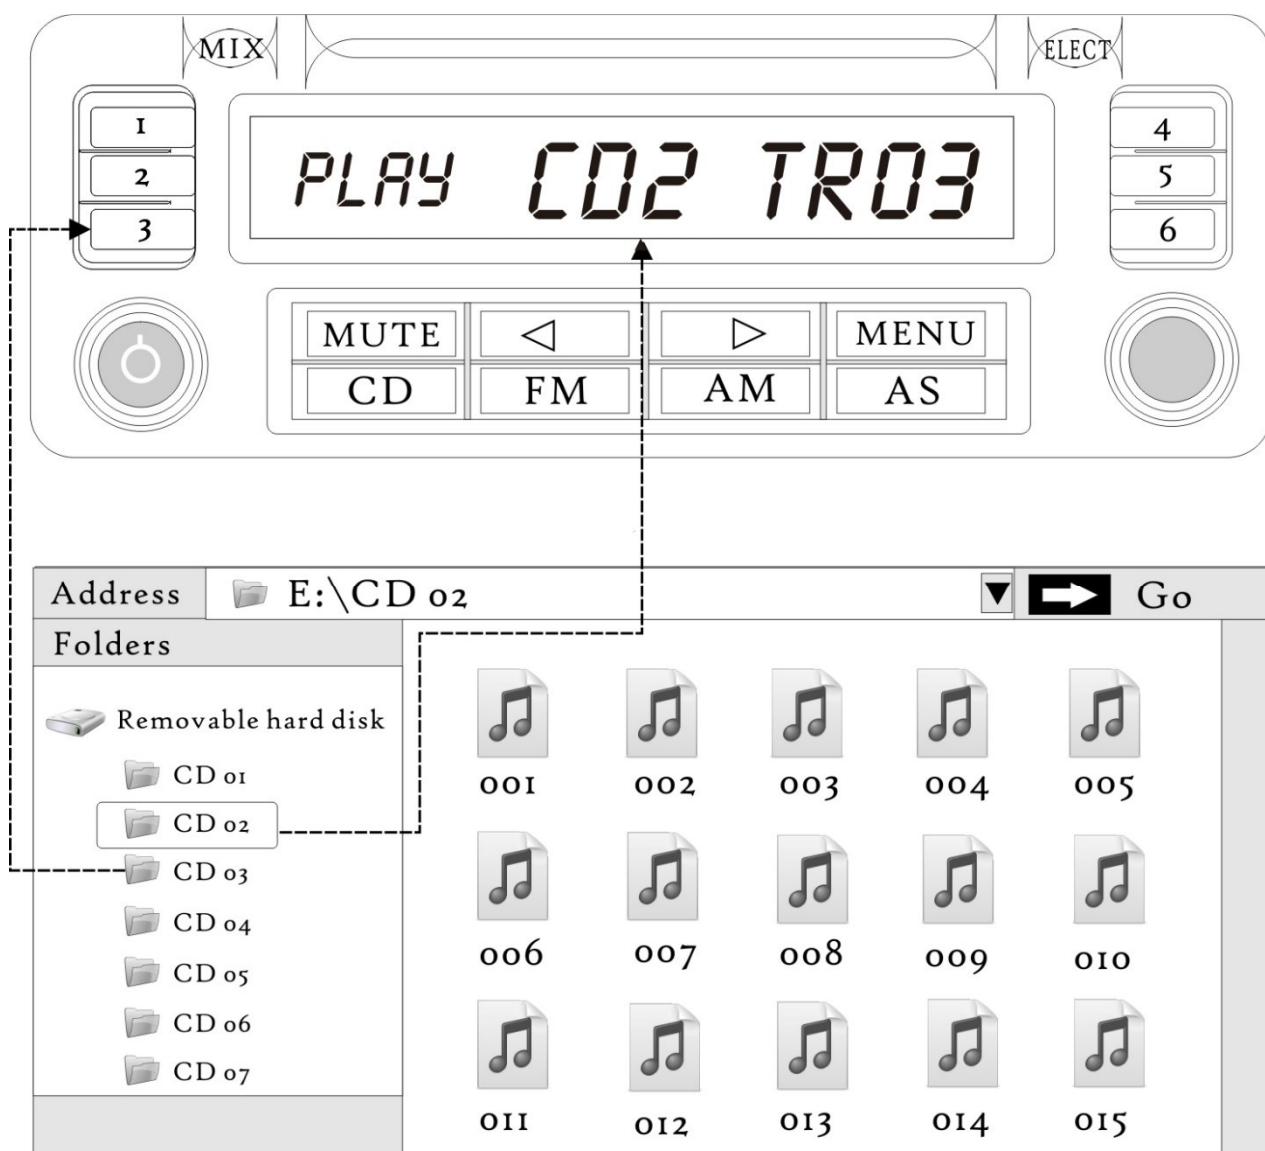 MIX ELECT
1 4
2 5
3 6
PLAY CD2 TR03
MUTE MENU
CD FM AM AS
Address E:\CD 02 Go
Folders
Removable hard disk
CD 01
CD 02
CD 03
CD 04
CD 05
CD 06
CD 07
001 002 003 004 005
006 007 008 009 010
011 012 013 014 015